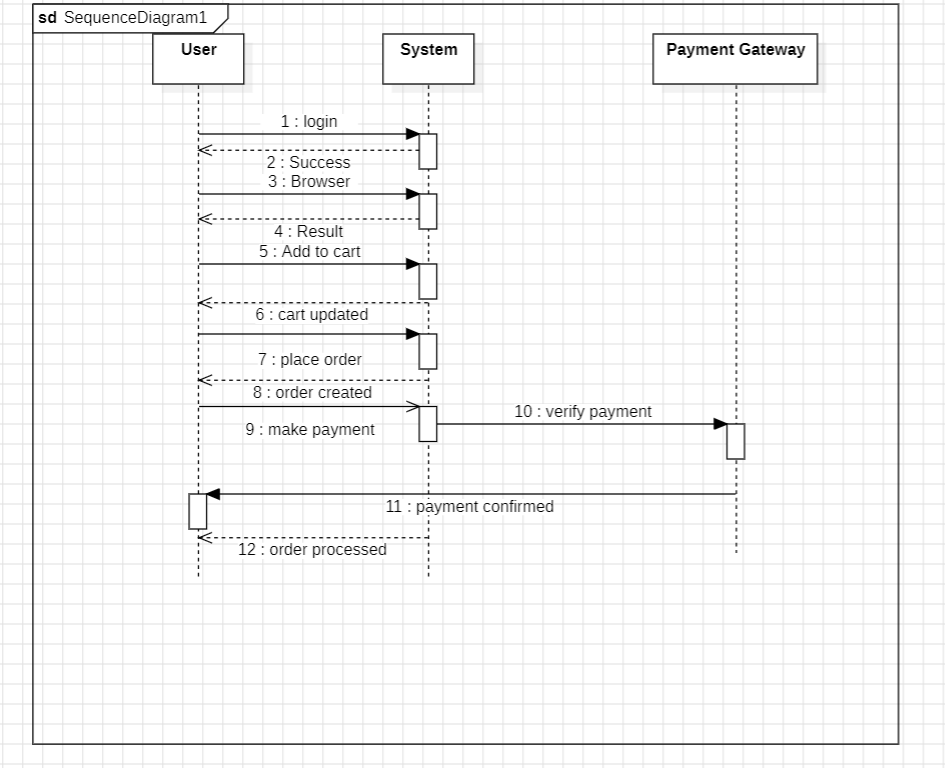 sd SequenceDiagram1
User
System
Payment Gateway
1 : login
2 : Success
3 : Browser
4 : Result
5 : Add to cart
6 : cart updated
7 : place order
8 : order created
10 : verify payment
9 : make payment
11 : payment confirmed
12 : order processed